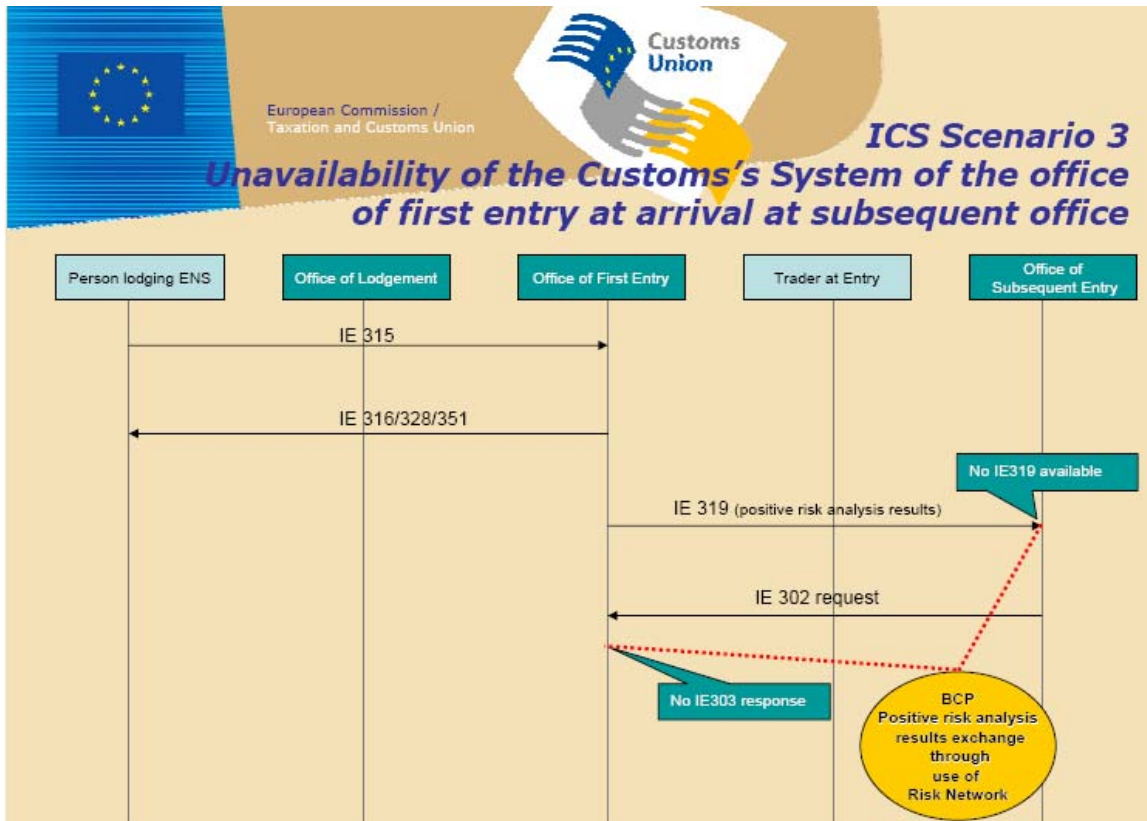 Customs
Union
European Commission /
Taxation and Customs Union
ICS Scenario 3
Unavailability of the Customs's System of the office
of first entry at arrival at subsequent office
Person lodging ENS
Office of Lodgement
Office of First Entry
Trader at Entry
Office of
Subsequent Entry
IE 315
IE 316/328/351
No IE319 available
IE 319 (positive risk analysis results)
IE 302 request
No IE303 response
BCP
Positive risk analysis
results exchange
through
use of
Risk Network